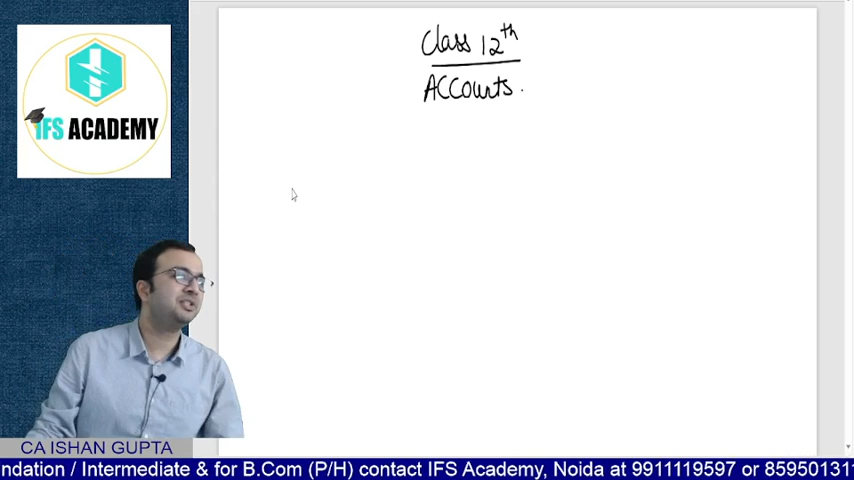 Class 12th
ACCounts.
IFS ACADEMY
CA ISHAN GUPTA
ndation / Intermediate & for B.Com (P/H) contact IFS Academy, Noida at 9911119597 or 859501311